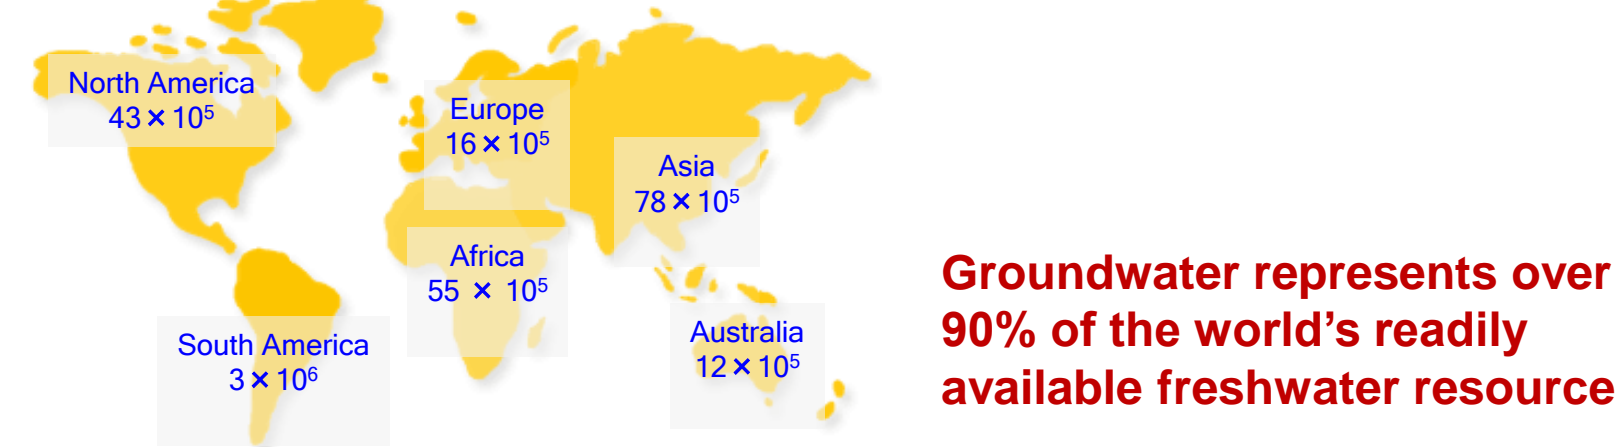 North America
43 × 10⁵
Europe
16 × 10⁵
Asia
78 × 10⁵
Africa
55 × 10⁵
South America
3 × 10⁶
Australia
12 × 10⁵
Groundwater represents over
90% of the world’s readily
available freshwater resource